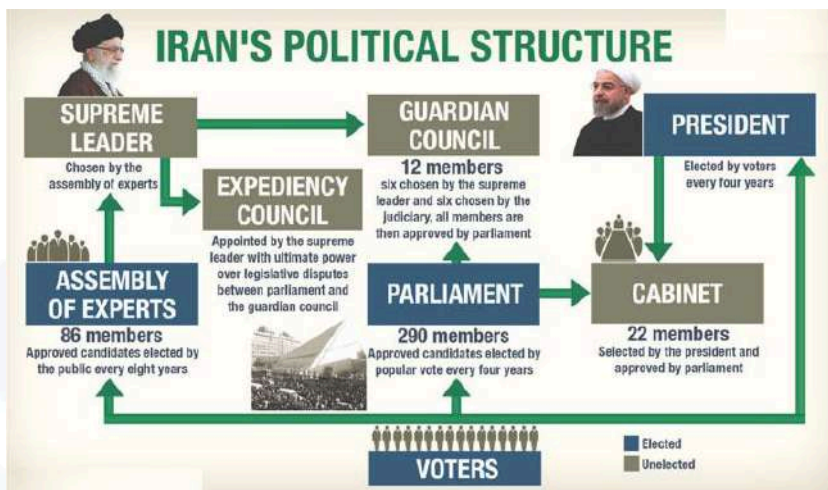 IRAN'S POLITICAL STRUCTURE
SUPREME
LEADER
Chosen by the
assembly of experts
GUARDIAN
COUNCIL
12 members
six chosen by the supreme
leader and six chosen by the
judiciary, all members are
then approved by parliament
PRESIDENT
Elected by voters
every four years
EXPEDIENCY
COUNCIL
Appointed by the supreme
leader with ultimate power
over legislative disputes
between parliament and
the guardian council
ASSEMBLY
OF EXPERTS
86 members
Approved candidates elected by
the public every eight years
PARLIAMENT
290 members
Approved candidates elected by
popular vote every four years
CABINET
22 members
Selected by the president and
approved by parliament
VOTERS
Elected
Unelected